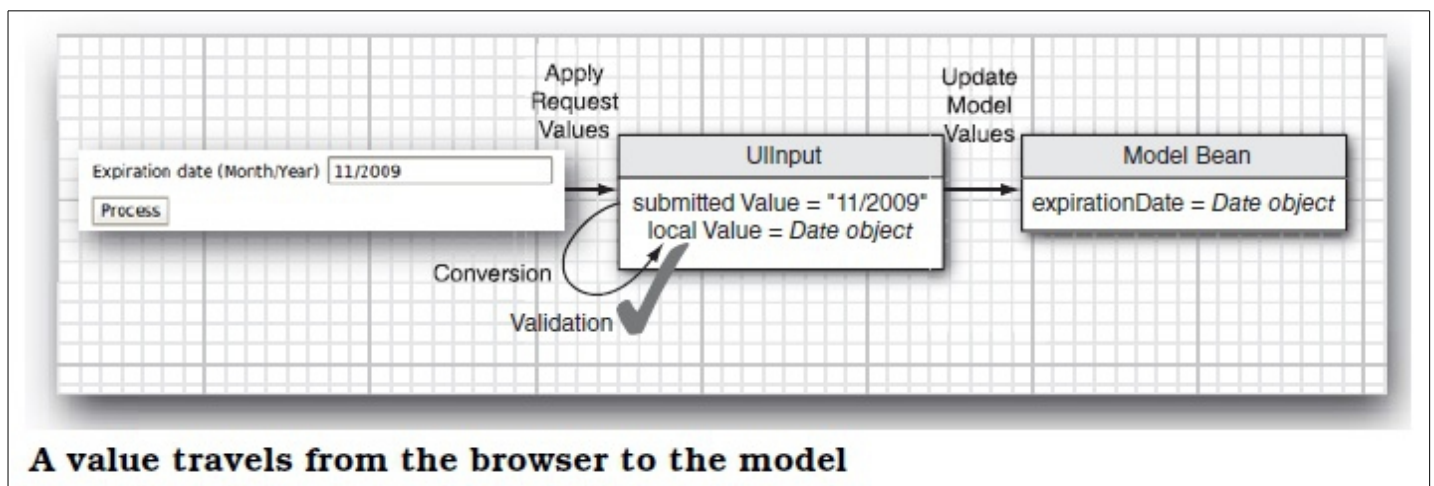 Apply
Request
Values
Update
Model
Values
Expiration date (Month/Year) 11/2009
Process
UIInput
submitted Value = "11/2009"
local Value = Date object
Model Bean
expirationDate = Date object
Conversion
Validation
A value travels from the browser to the model